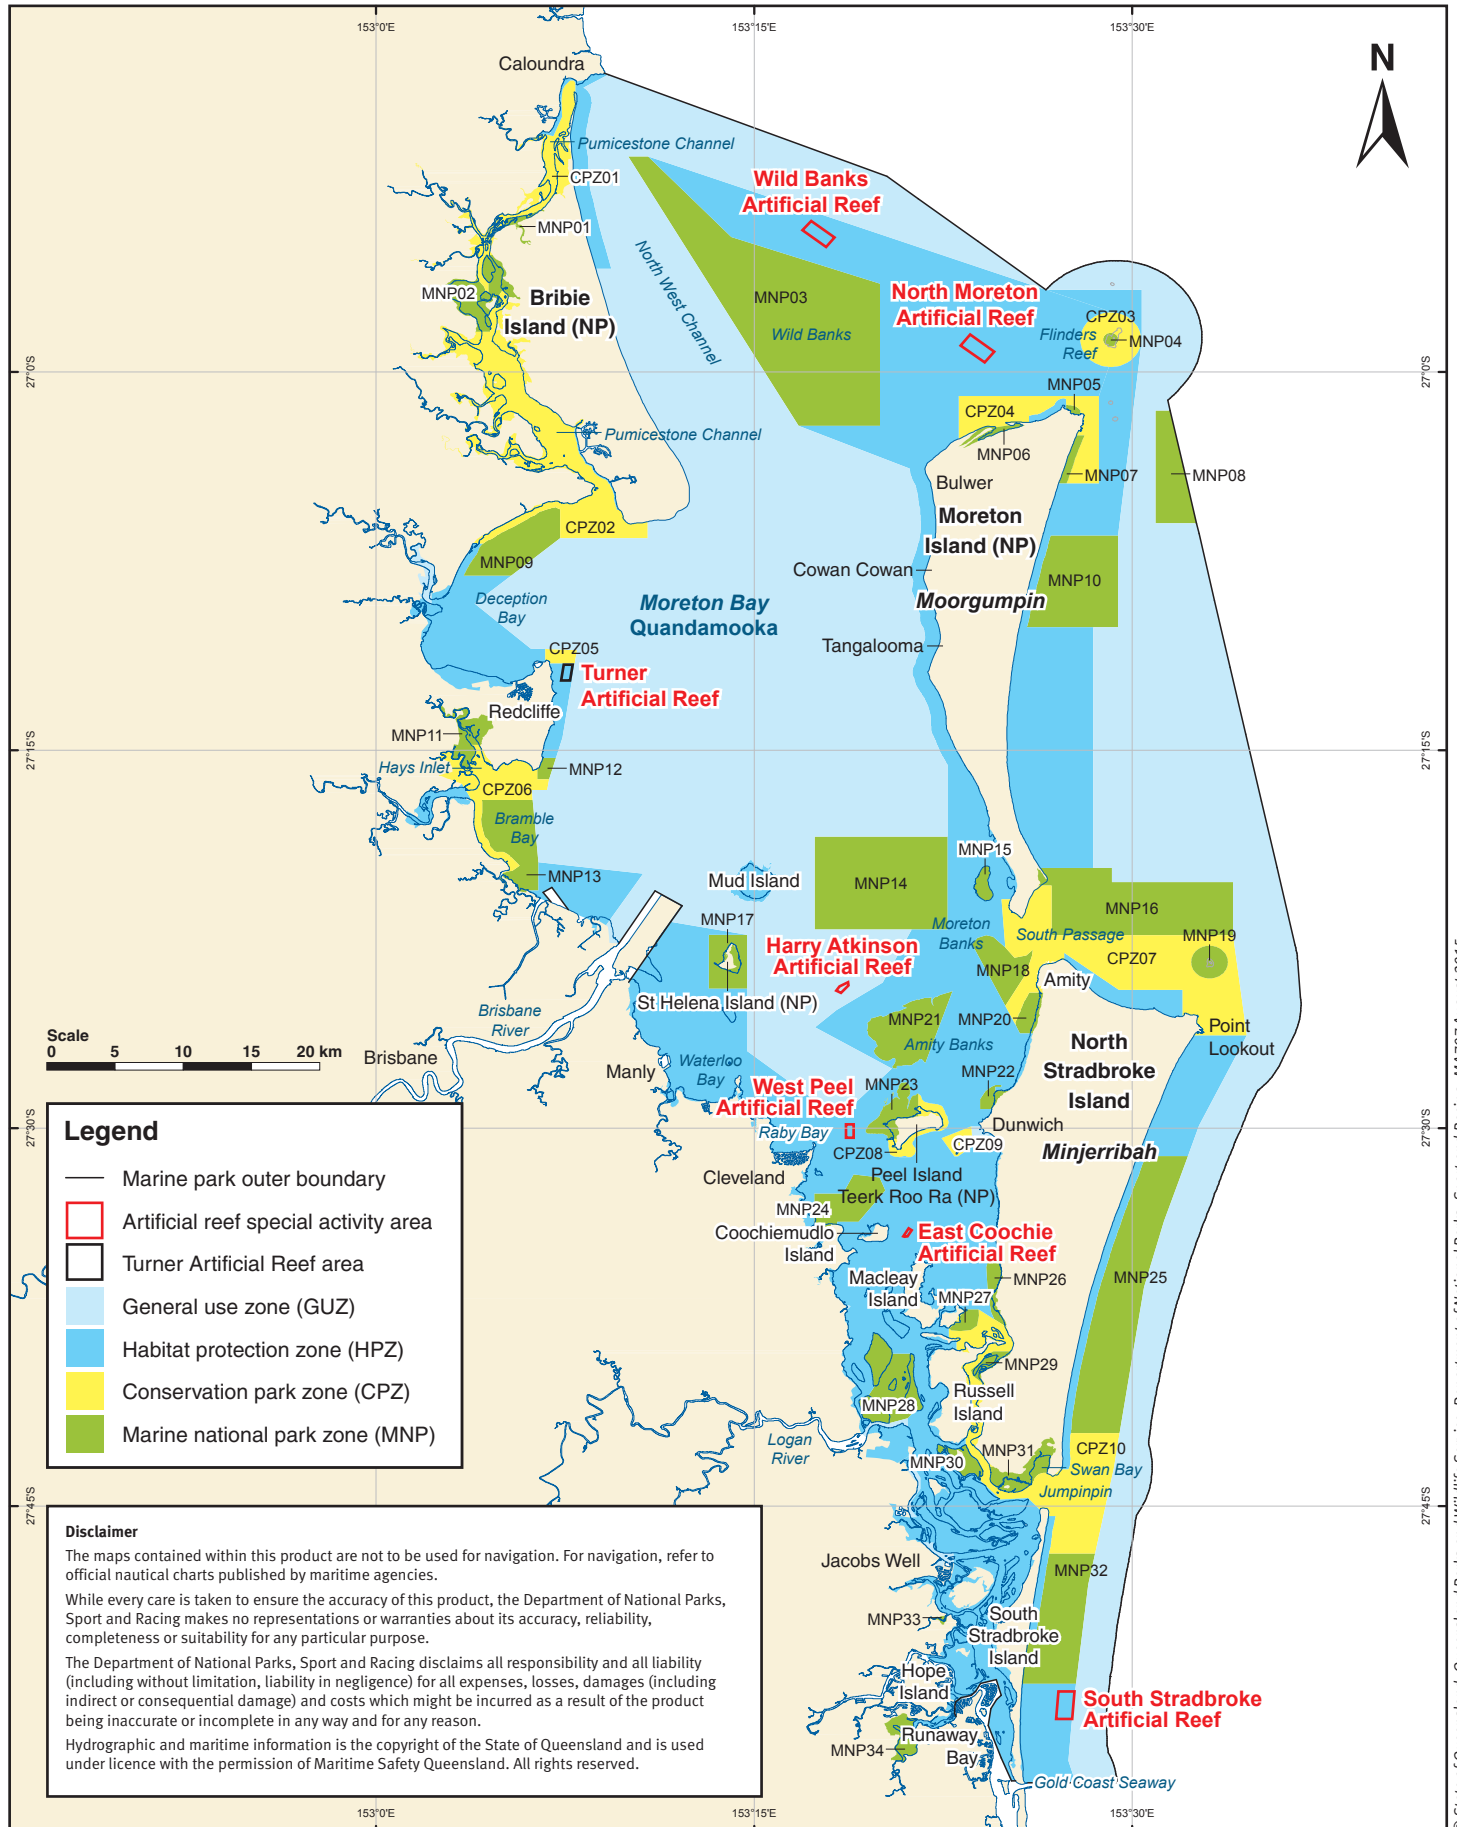 153°0'E
153°15'E
153°30'E
N
Caloundra
Pumicestone Channel
CPZ01
Wild Banks
Artificial Reef
MNP01
North West Channel
MNP02
Bribie
Island (NP)
MNP03
Wild Banks
North Moreton
Artificial Reef
CPZ03
Flinders
Reef
MNP04
27°0'S
27°0'S
MNP05
CPZ04
MNP06
Pumicestone Channel
MNP07
MNP08
Bulwer
Moreton
Island (NP)
CPZ02
MNP09
Cowan Cowan
MNP10
Deception
Bay
Moreton Bay
Quandamooka
Moorgumpin
Tangalooma
CPZ05
Turner
Artificial Reef
Redcliffe
MNP11
27°15'S
27°15'S
Hays Inlet
MNP12
CPZ06
Bramble
Bay
MNP15
MNP13
Mud Island
MNP14
MNP17
MNP16
Moreton
Banks
South Passage
MNP19
Harry Atkinson
Artificial Reef
CPZ07
MNP18
Amity
St Helena Island (NP)
Brisbane
River
MNP21
MNP20
Point
Lookout
Amity Banks
North
Stradbroke
Island
Scale
0 5 10 15 20 km
Brisbane
Manly
Waterloo
Bay
MNP22
West Peel
Artificial Reef
MNP23
27°30'S
27°30'S
Raby Bay
Dunwich
CPZ08
CPZ09
Minjerribah
Cleveland
Peel Island
Teerk Roo Ra (NP)
MNP24
Coochiemudlo
Island
East Coochie
Artificial Reef
Macleay
Island
MNP26
MNP25
MNP27
MNP29
Russell
Island
MNP28
Logan
River
MNP30
MNP31
CPZ10
Swan Bay
Jumpinpin
27°45'S
27°45'S
Jacobs Well
MNP32
MNP33
South
Stradbroke
Island
Hope
Island
South Stradbroke
Artificial Reef
MNP34
Runaway
Bay
Gold Coast Seaway
Legend
Marine park outer boundary
Artificial reef special activity area
Turner Artificial Reef area
General use zone (GUZ)
Habitat protection zone (HPZ)
Conservation park zone (CPZ)
Marine national park zone (MNP)
Disclaimer
The maps contained within this product are not to be used for navigation. For navigation, refer to
official nautical charts published by maritime agencies.
While every care is taken to ensure the accuracy of this product, the Department of National Parks,
Sport and Racing makes no representations or warranties about its accuracy, reliability,
completeness or suitability for any particular purpose.
The Department of National Parks, Sport and Racing disclaims all responsibility and all liability
(including without limitation, liability in negligence) for all expenses, losses, damages (including
indirect or consequential damage) and costs which might be incurred as a result of the product
being inaccurate or incomplete in any way and for any reason.
Hydrographic and maritime information is the copyright of the State of Queensland and is used
under licence with the permission of Maritime Safety Queensland. All rights reserved.
153°0'E
153°15'E
153°30'E